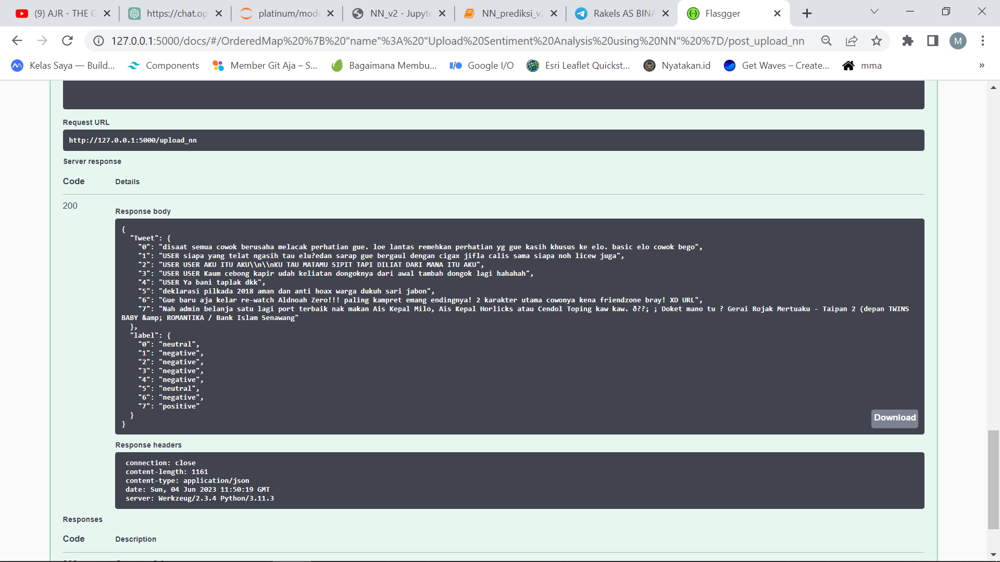 (9) AJR - THE G
https://chat.op
platinum/mode
NN_v2 - Jupyte
NN_prediksi_v2
Rakels AS BINA
Flasgger
127.0.0.1:5000/docs/#/OrderedMap%20%7B%20"name"%3A%20"Upload%20Sentiment%20Analysis%20using%20NN"%20%7D/post_upload_nn
M
Kelas Saya — Build...
Components
Member Git Aja – S...
Bagaimana Membu...
Google I/O
Esri Leaflet Quickst...
Nyatakan.id
Get Waves – Create...
mma
»
Request URL
http://127.0.0.1:5000/upload_nn
Server response
Code Details
200
Response body
{
"Tweet": {
"0": "disaat semua cowok berusaha melacak perhatian gue. loe lantas remehkan perhatian yg gue kasih khusus ke elo. basic elo cowok bego",
"1": "USER siapa yang telat ngasih tau elu?edan sarap gue bergaul dengan cigax jifla calis sama siapa noh licew juga",
"2": "USER USER AKU ITU AKU\\n\\nKU TAU MATAMU SIPIT TAPI DILIAT DARI MANA ITU AKU",
"3": "USER USER Kaum cebong kapir udah keliatan dongoknya dari awal tambah dongok lagi hahahah",
"4": "USER Ya bani taplak dkk",
"5": "deklarasi pilkada 2018 aman dan anti hoax warga dukuh sari jabon",
"6": "Gue baru aja kelar re-watch Aldnoah Zero!!! paling kampret emang endingnya! 2 karakter utama cowonya kena friendzone bray! XD URL",
"7": "Nah admin belanja satu lagi port terbaik nak makan Ais Kepal Milo, Ais Kepal Horlicks atau Cendol Toping kaw kaw. ð??; ; Doket mano tu ? Gerai Rojak Mertuaku - Taipan 2 (depan TWINS
BABY &amp; ROMANTIKA / Bank Islam Senawang"
},
"label": {
"0": "neutral",
"1": "negative",
"2": "negative",
"3": "negative",
"4": "negative",
"5": "neutral",
"6": "negative",
"7": "positive"
}
}
Download
Response headers
connection: close
content-length: 1161
content-type: application/json
date: Sun, 04 Jun 2023 11:50:19 GMT
server: Werkzeug/2.3.4 Python/3.11.3
Responses
Code Description